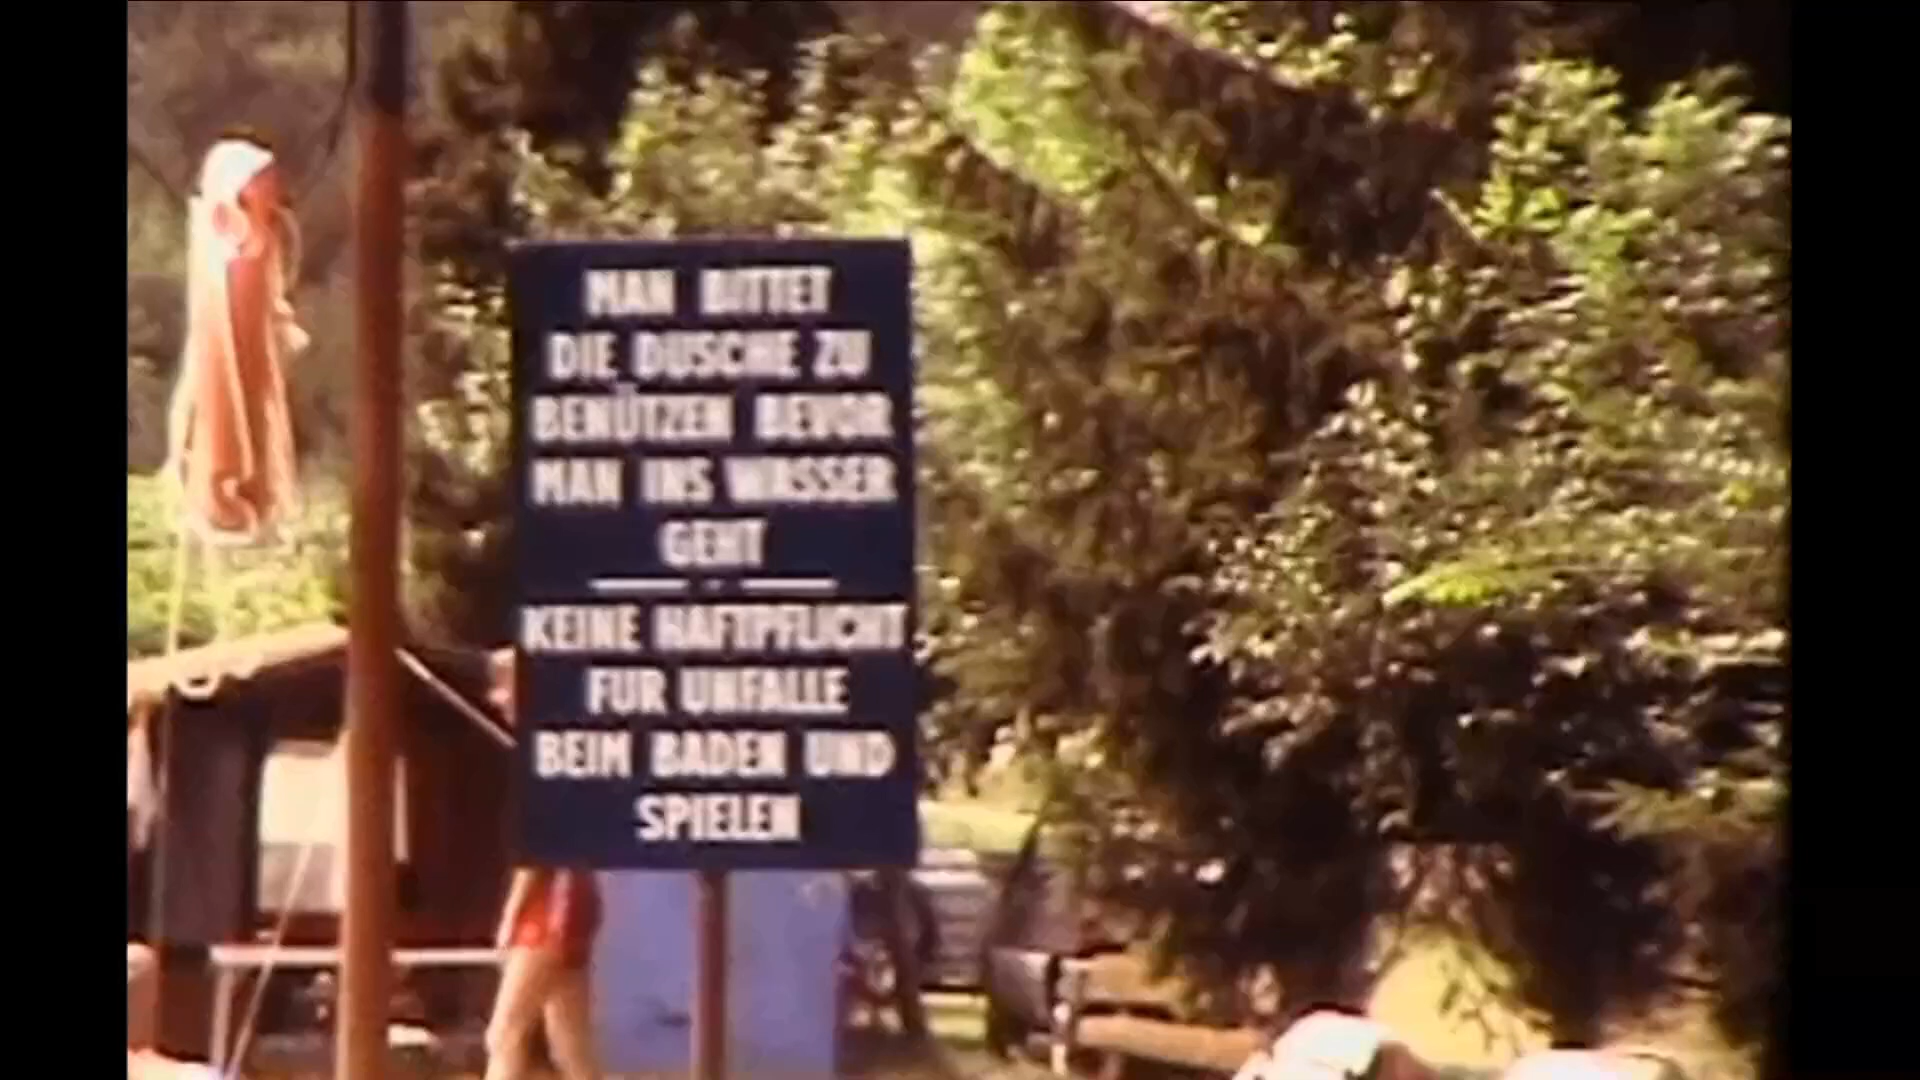 MAN BITTET
DIE DUSCHE ZU
BENÜTZEN BEVOR
MAN INS WASSER
GEHT
KEINE HAFTPFLICHT
FUR UNFALLE
BEIM BADEN UND
SPIELEN